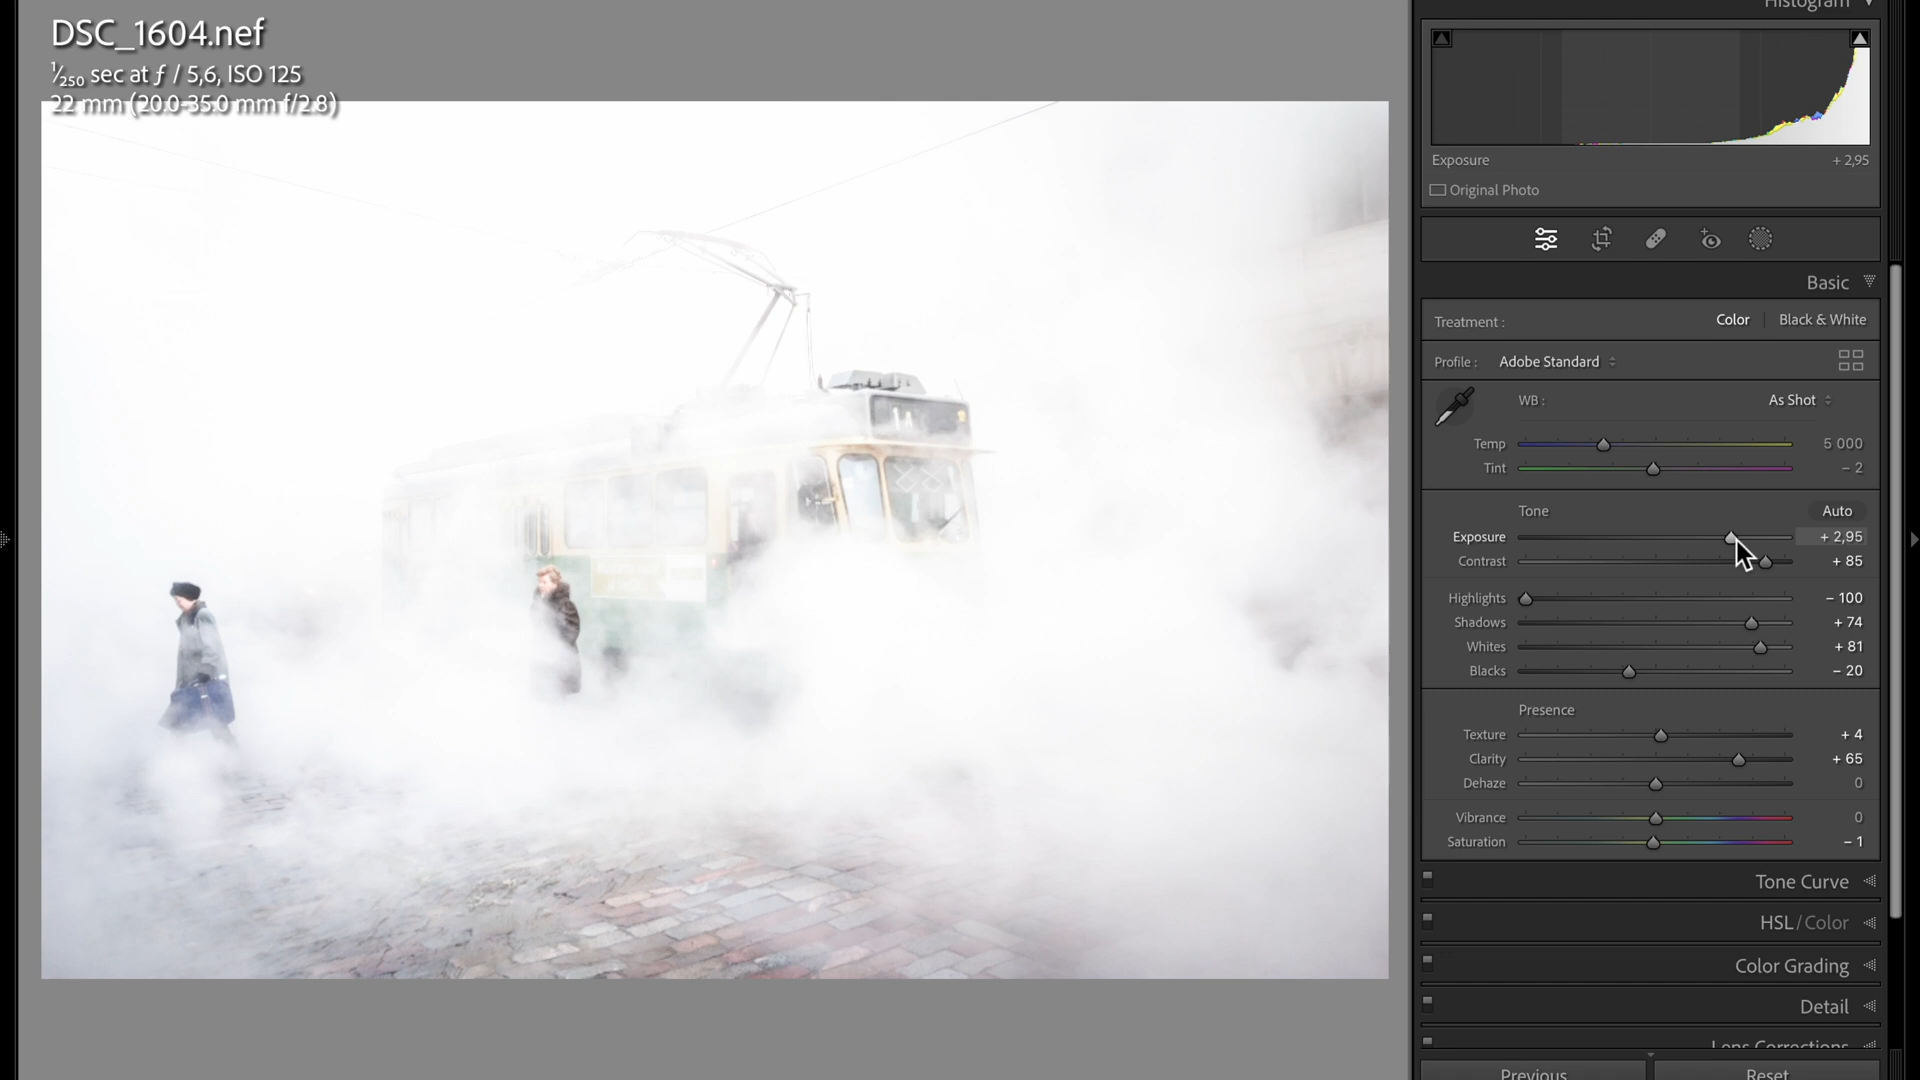 DSC_1604.nef
1/250 sec at ƒ / 5,6, ISO 125
22 mm (20.0-35.0 mm f/2.8)
1A
Histogram
Exposure + 2,95
Original Photo
Basic
Treatment : Color Black & White
Profile : Adobe Standard
WB : As Shot
Temp 5 000
Tint – 2
Tone Auto
Exposure + 2,95
Contrast + 85
Highlights – 100
Shadows + 74
Whites + 81
Blacks – 20
Presence
Texture + 4
Clarity + 65
Dehaze 0
Vibrance 0
Saturation – 1
Tone Curve
HSL / Color
Color Grading
Detail
Lens Corrections
Previous Reset